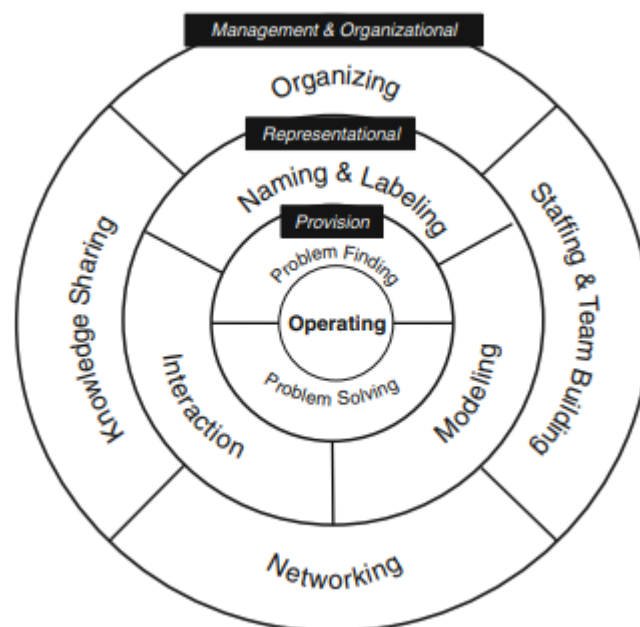 Management & Organizational
Organizing
Representational
Naming & Labeling
Provision
Problem Finding
Operating
Problem Solving
Knowledge Sharing
Staffing & Team Building
Interaction
Modeling
Networking